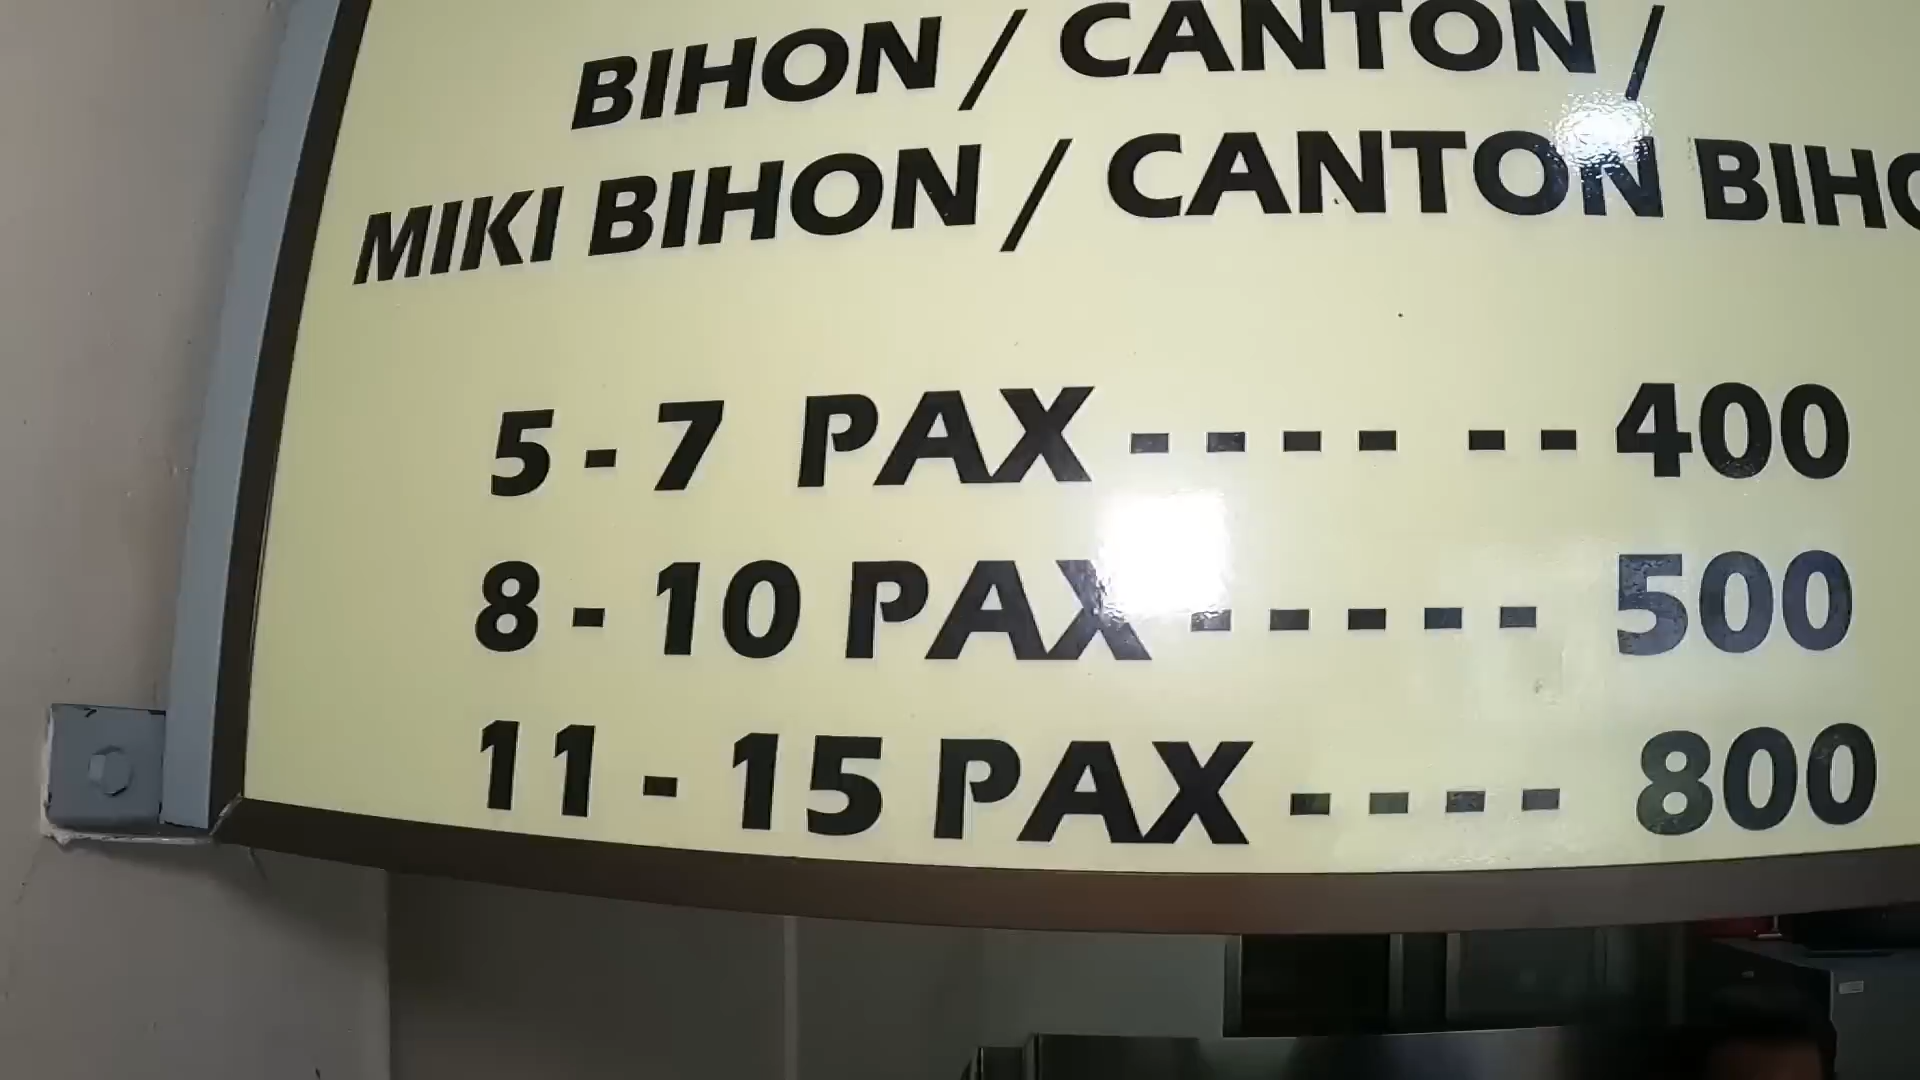 BIHON / CANTON /
MIKI BIHON / CANTON
5 - 7 PAX - - - - - - 400
8 - 10 PAX - - - - - 500
11 - 15 PAX - - - - 800